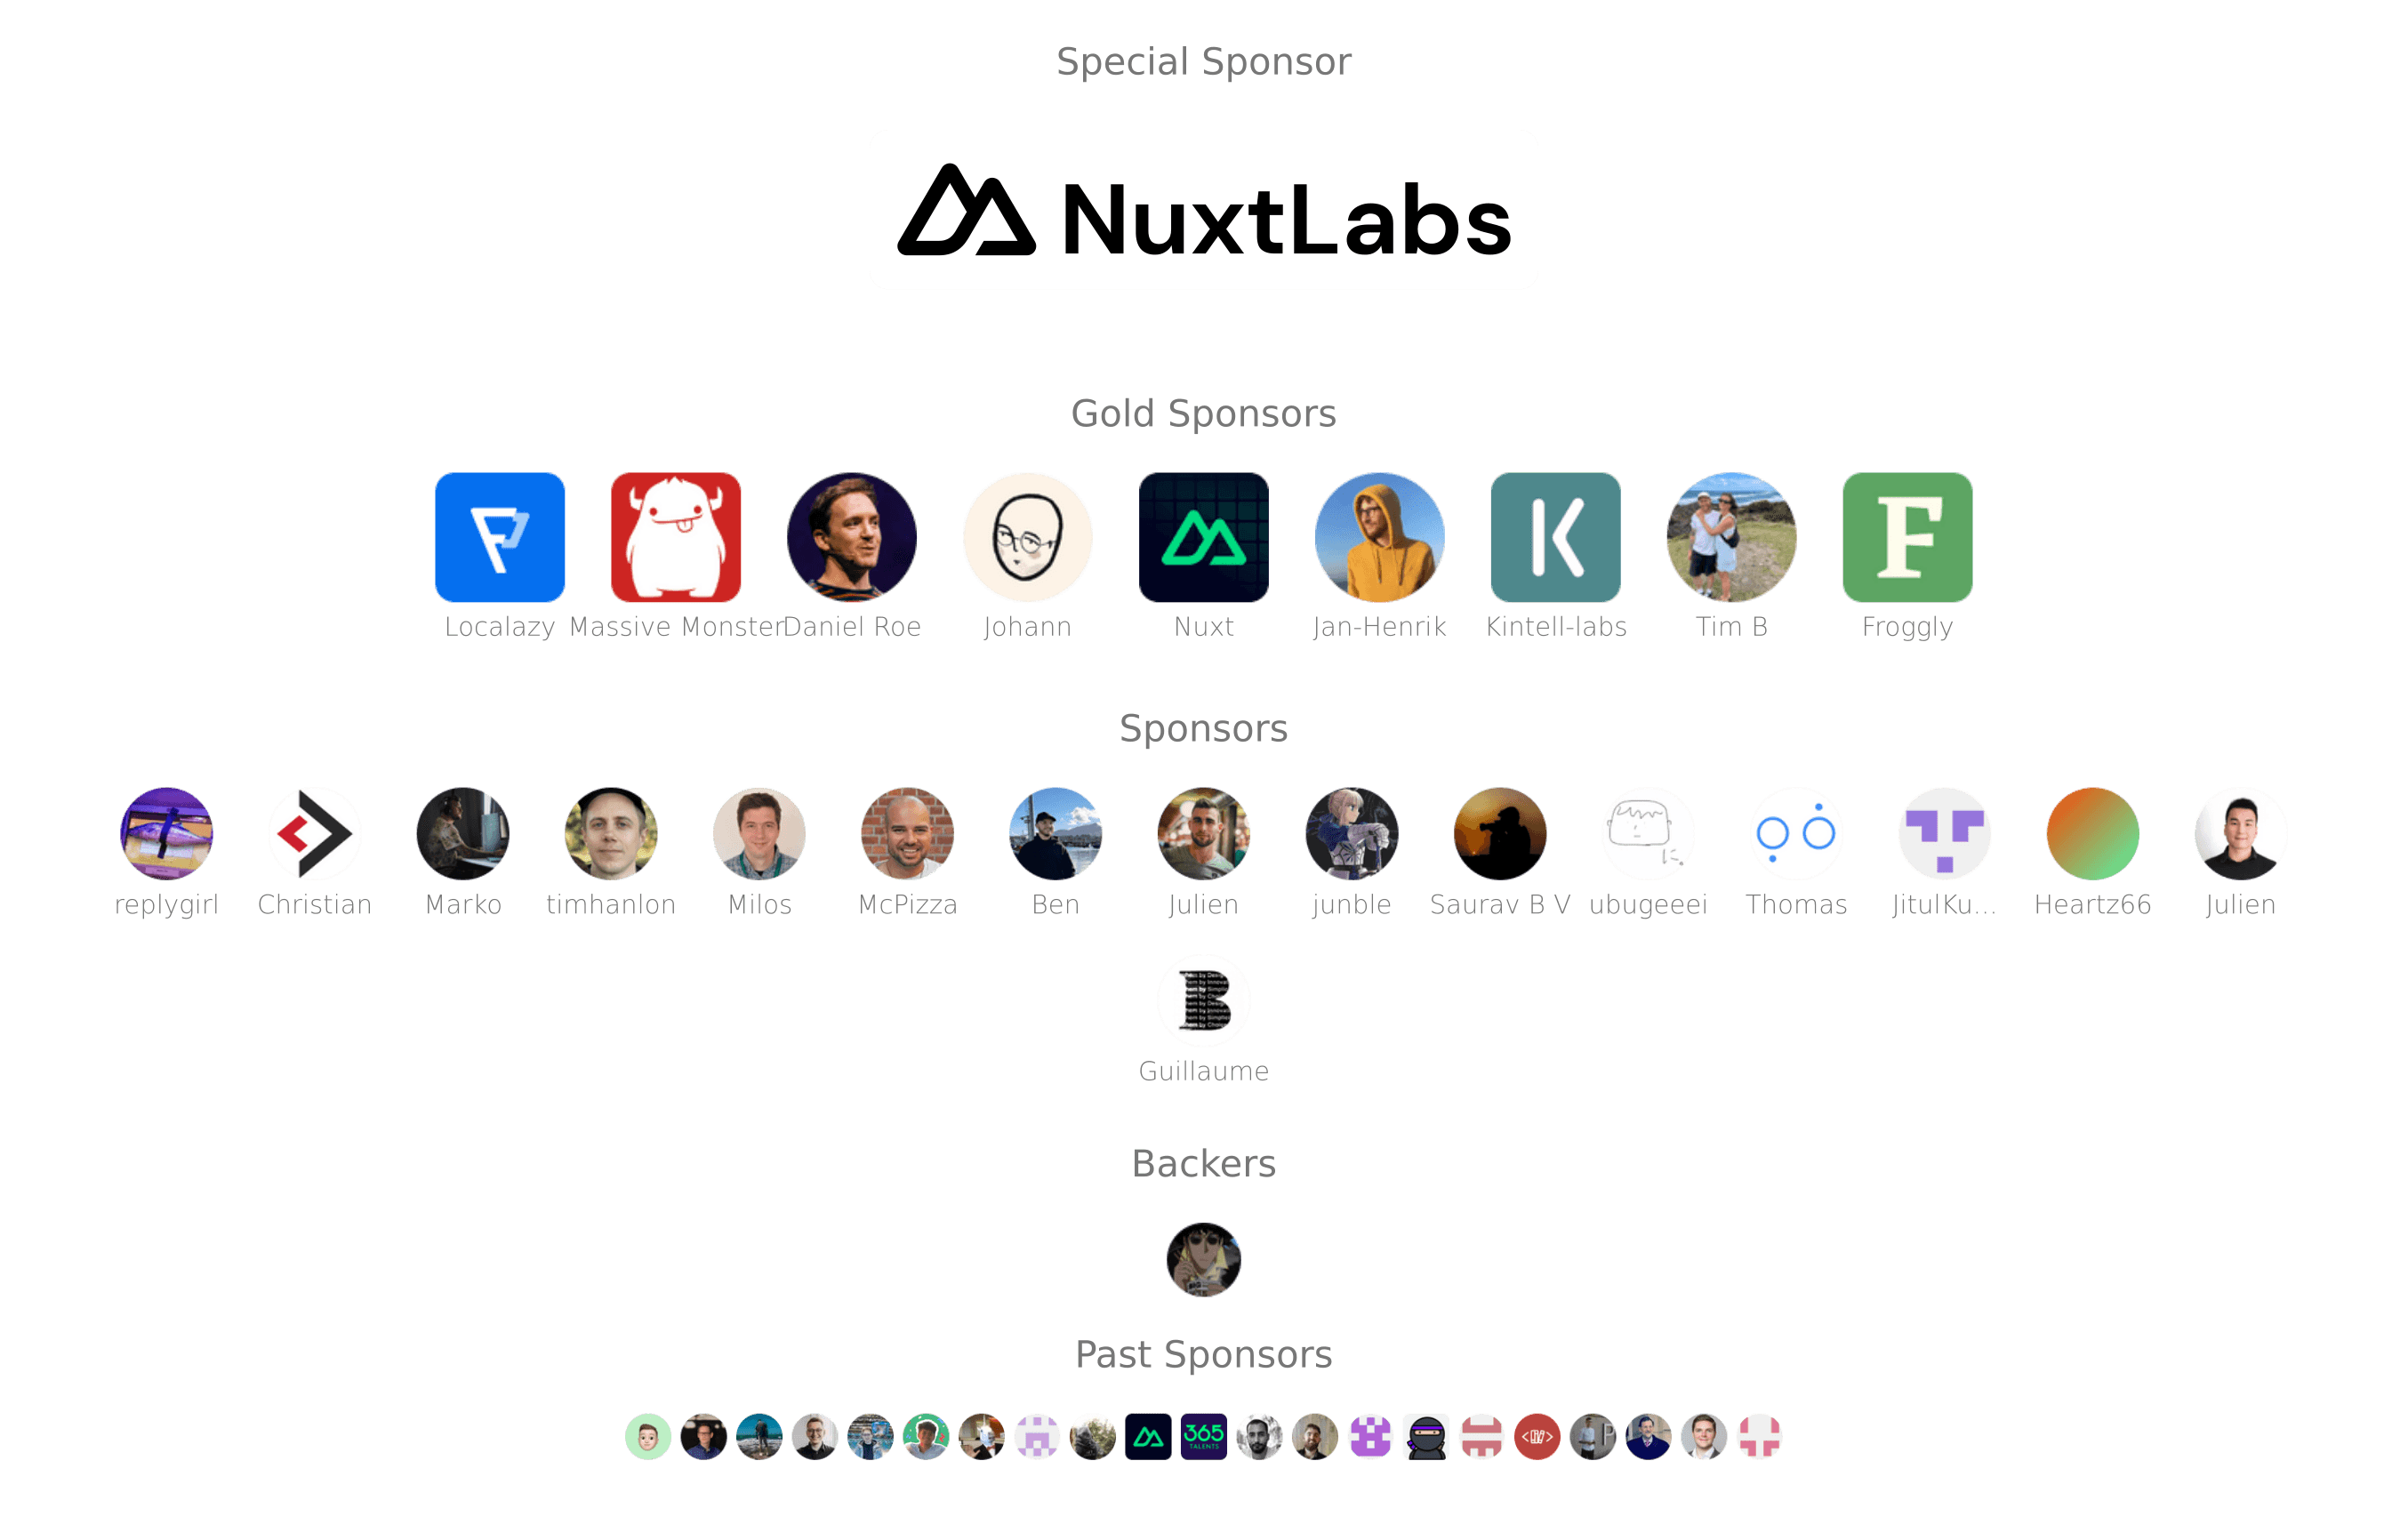 Special Sponsor
NuxtLabs
Gold Sponsors
Localazy Massive Monster Daniel Roe Johann Nuxt Jan-Henrik Kintell-labs Tim B Froggly
Sponsors
replygirl Christian Marko timhanlon Milos McPizza Ben Julien junble Saurav B V ubugeeei Thomas JitulKu... Heartz66 Julien
Guillaume
Backers
Past Sponsors
365
TALENTS